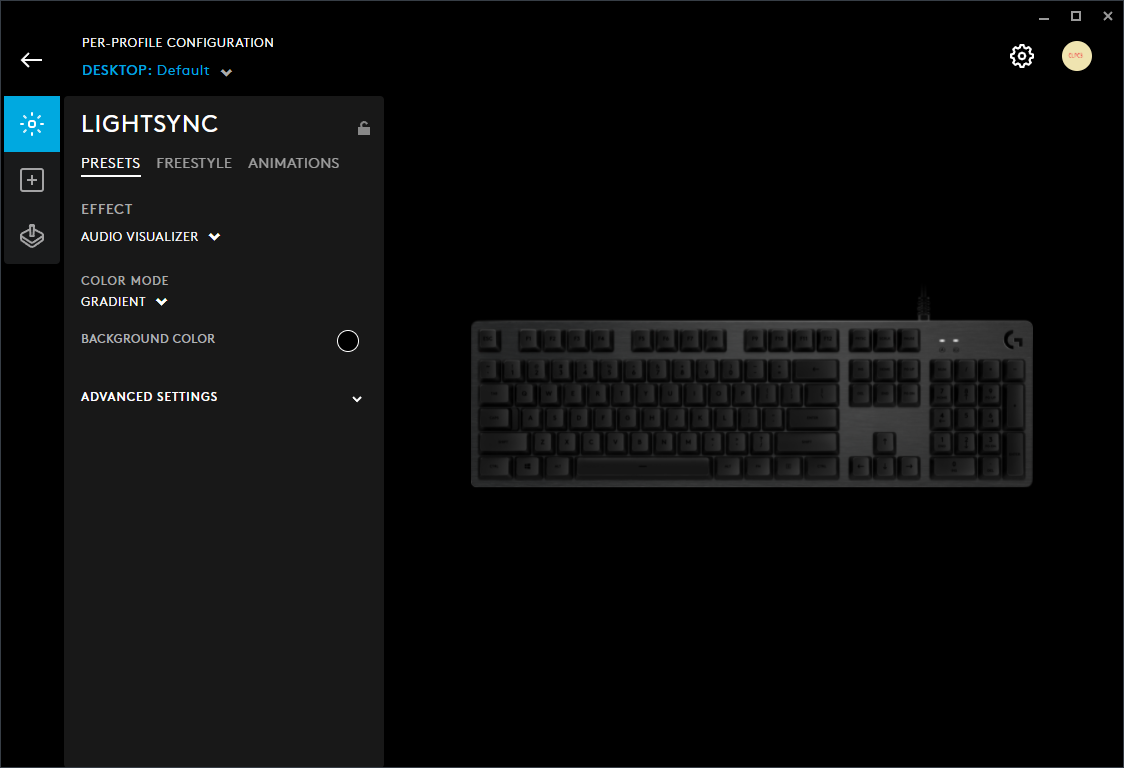 PER-PROFILE CONFIGURATION
DESKTOP: Default
LIGHTSYNC
PRESETS FREESTYLE ANIMATIONS
EFFECT
AUDIO VISUALIZER
COLOR MODE
GRADIENT
BACKGROUND COLOR
ADVANCED SETTINGS